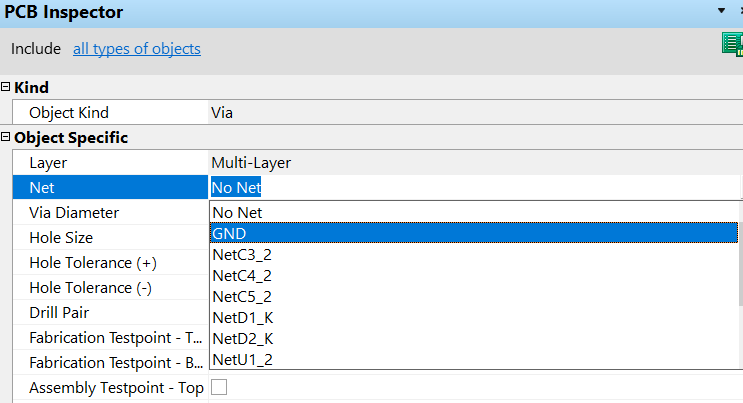 PCB Inspector
Include all types of objects
Kind
Object Kind Via
Object Specific
Layer Multi-Layer
Net No Net
Via Diameter No Net
Hole Size GND
Hole Tolerance (+) NetC3_2
NetC4_2
Hole Tolerance (-) NetC5_2
Drill Pair NetD1_K
Fabrication Testpoint - T... NetD2_K
Fabrication Testpoint - B... NetU1_2
Assembly Testpoint - Top